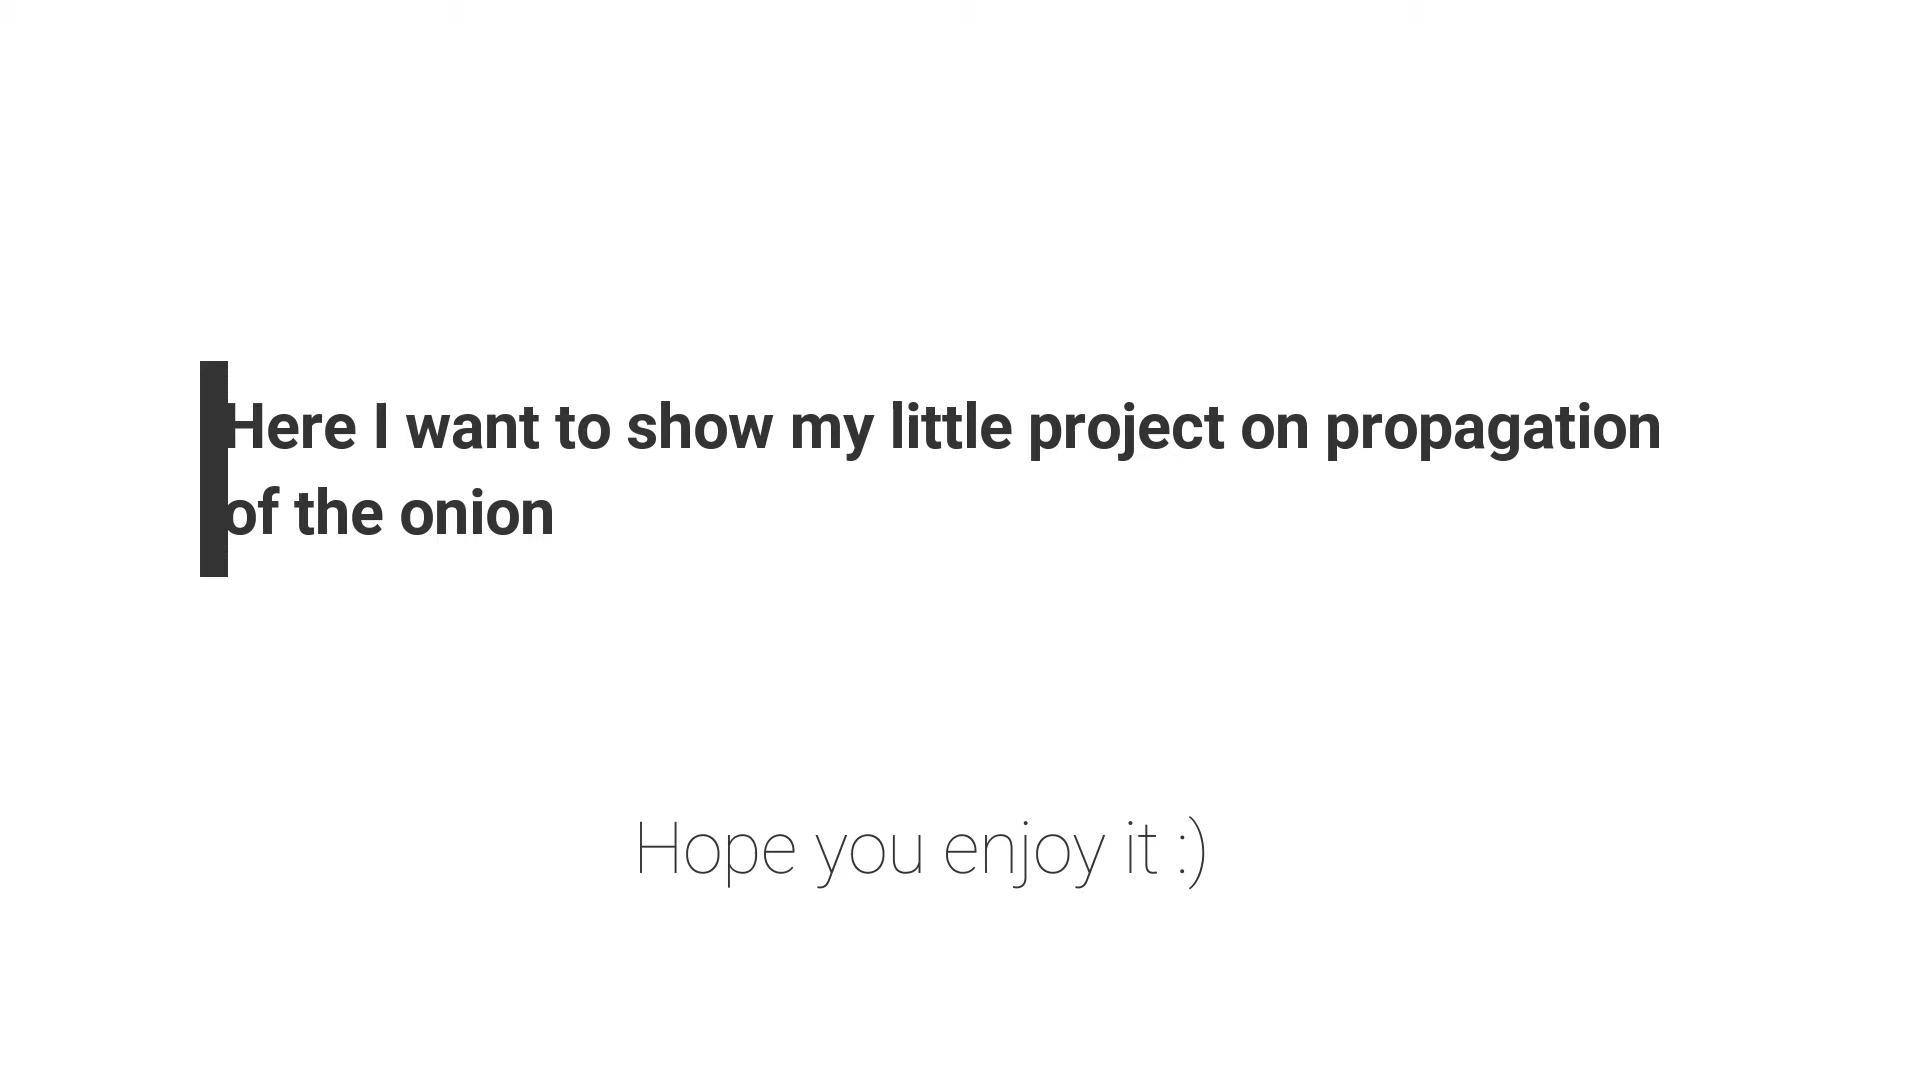 Here I want to show my little project on propagation
of the onion
Hope you enjoy it :)